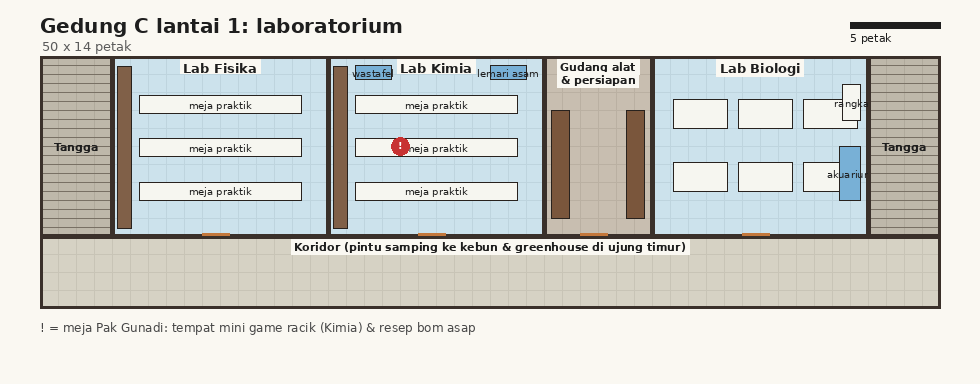 Gedung C lantai 1: laboratorium
50 x 14 petak
5 petak
Lab Fisika
Lab Kimia
Gudang alat
& persiapan
Lab Biologi
wastafel
lemari asam
meja praktik
meja praktik
rangka
Tangga
meja praktik
!
meja praktik
Tangga
meja praktik
meja praktik
akuarium
Koridor (pintu samping ke kebun & greenhouse di ujung timur)
! = meja Pak Gunadi: tempat mini game racik (Kimia) & resep bom asap